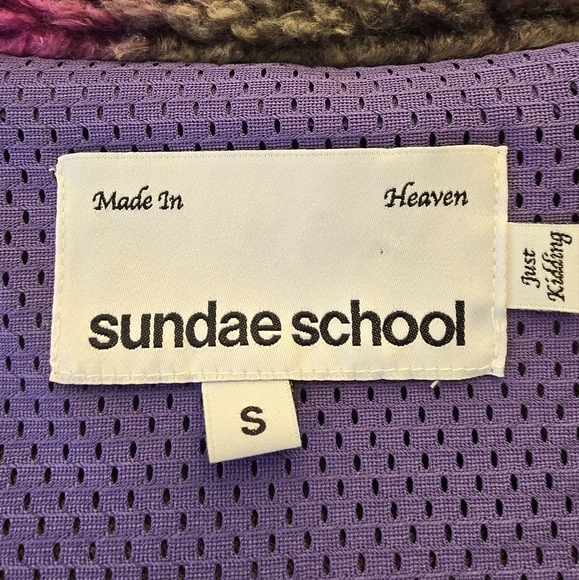 Made In Heaven
Just
Kidding
sundae school
S